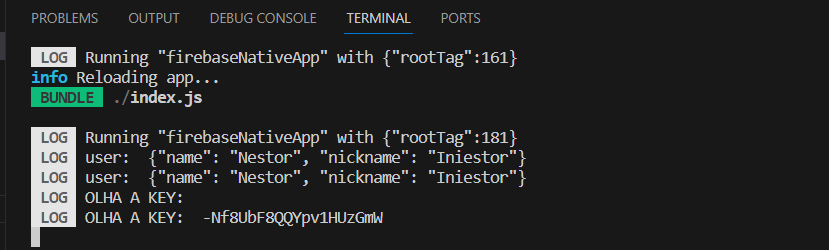 PROBLEMS OUTPUT DEBUG CONSOLE TERMINAL PORTS
LOG Running "firebaseNativeApp" with {"rootTag":161}
info Reloading app...
BUNDLE ./index.js
LOG Running "firebaseNativeApp" with {"rootTag":181}
LOG user: {"name": "Nestor", "nickname": "Iniestor"}
LOG user: {"name": "Nestor", "nickname": "Iniestor"}
LOG OLHA A KEY:
LOG OLHA A KEY: -Nf8UbF8QQYpv1HUzGmW